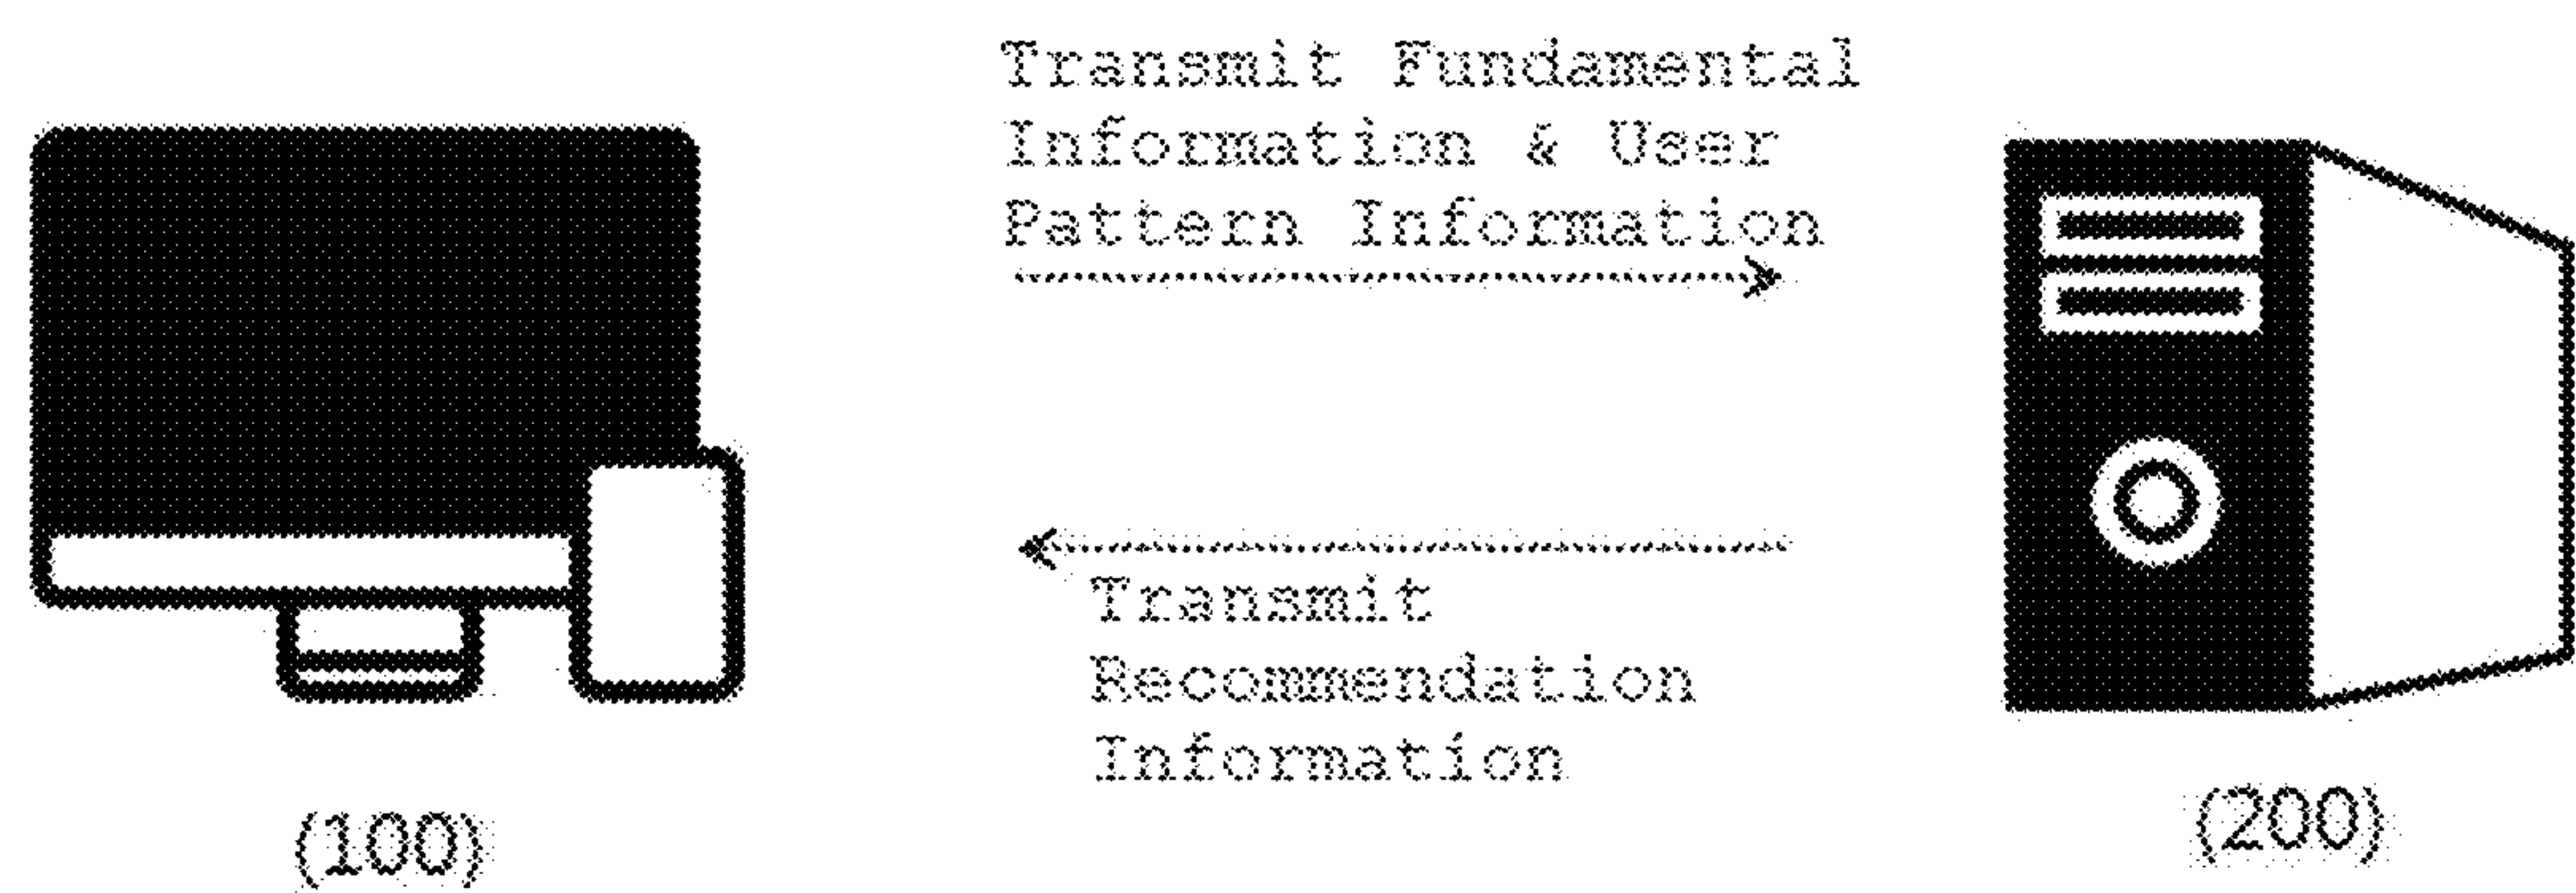 Transmit Fundamental
Information & User
Pattern Information
Transmit
Recommendation
Information
(100)
(200)